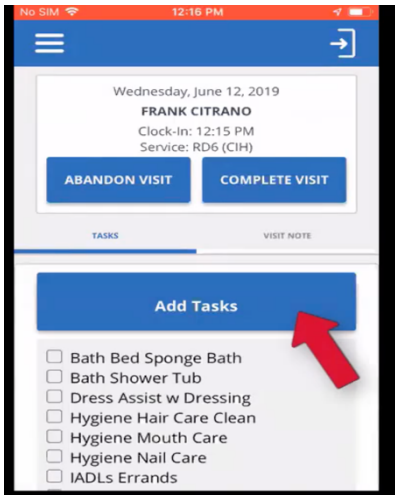 No SIM 12:16 PM
Wednesday, June 12, 2019
FRANK CITRANO
Clock-In: 12:15 PM
Service: RD6 (CIH)
ABANDON VISIT COMPLETE VISIT
TASKS VISIT NOTE
Add Tasks
Bath Bed Sponge Bath
Bath Shower Tub
Dress Assist w Dressing
Hygiene Hair Care Clean
Hygiene Mouth Care
Hygiene Nail Care
IADLs Errands